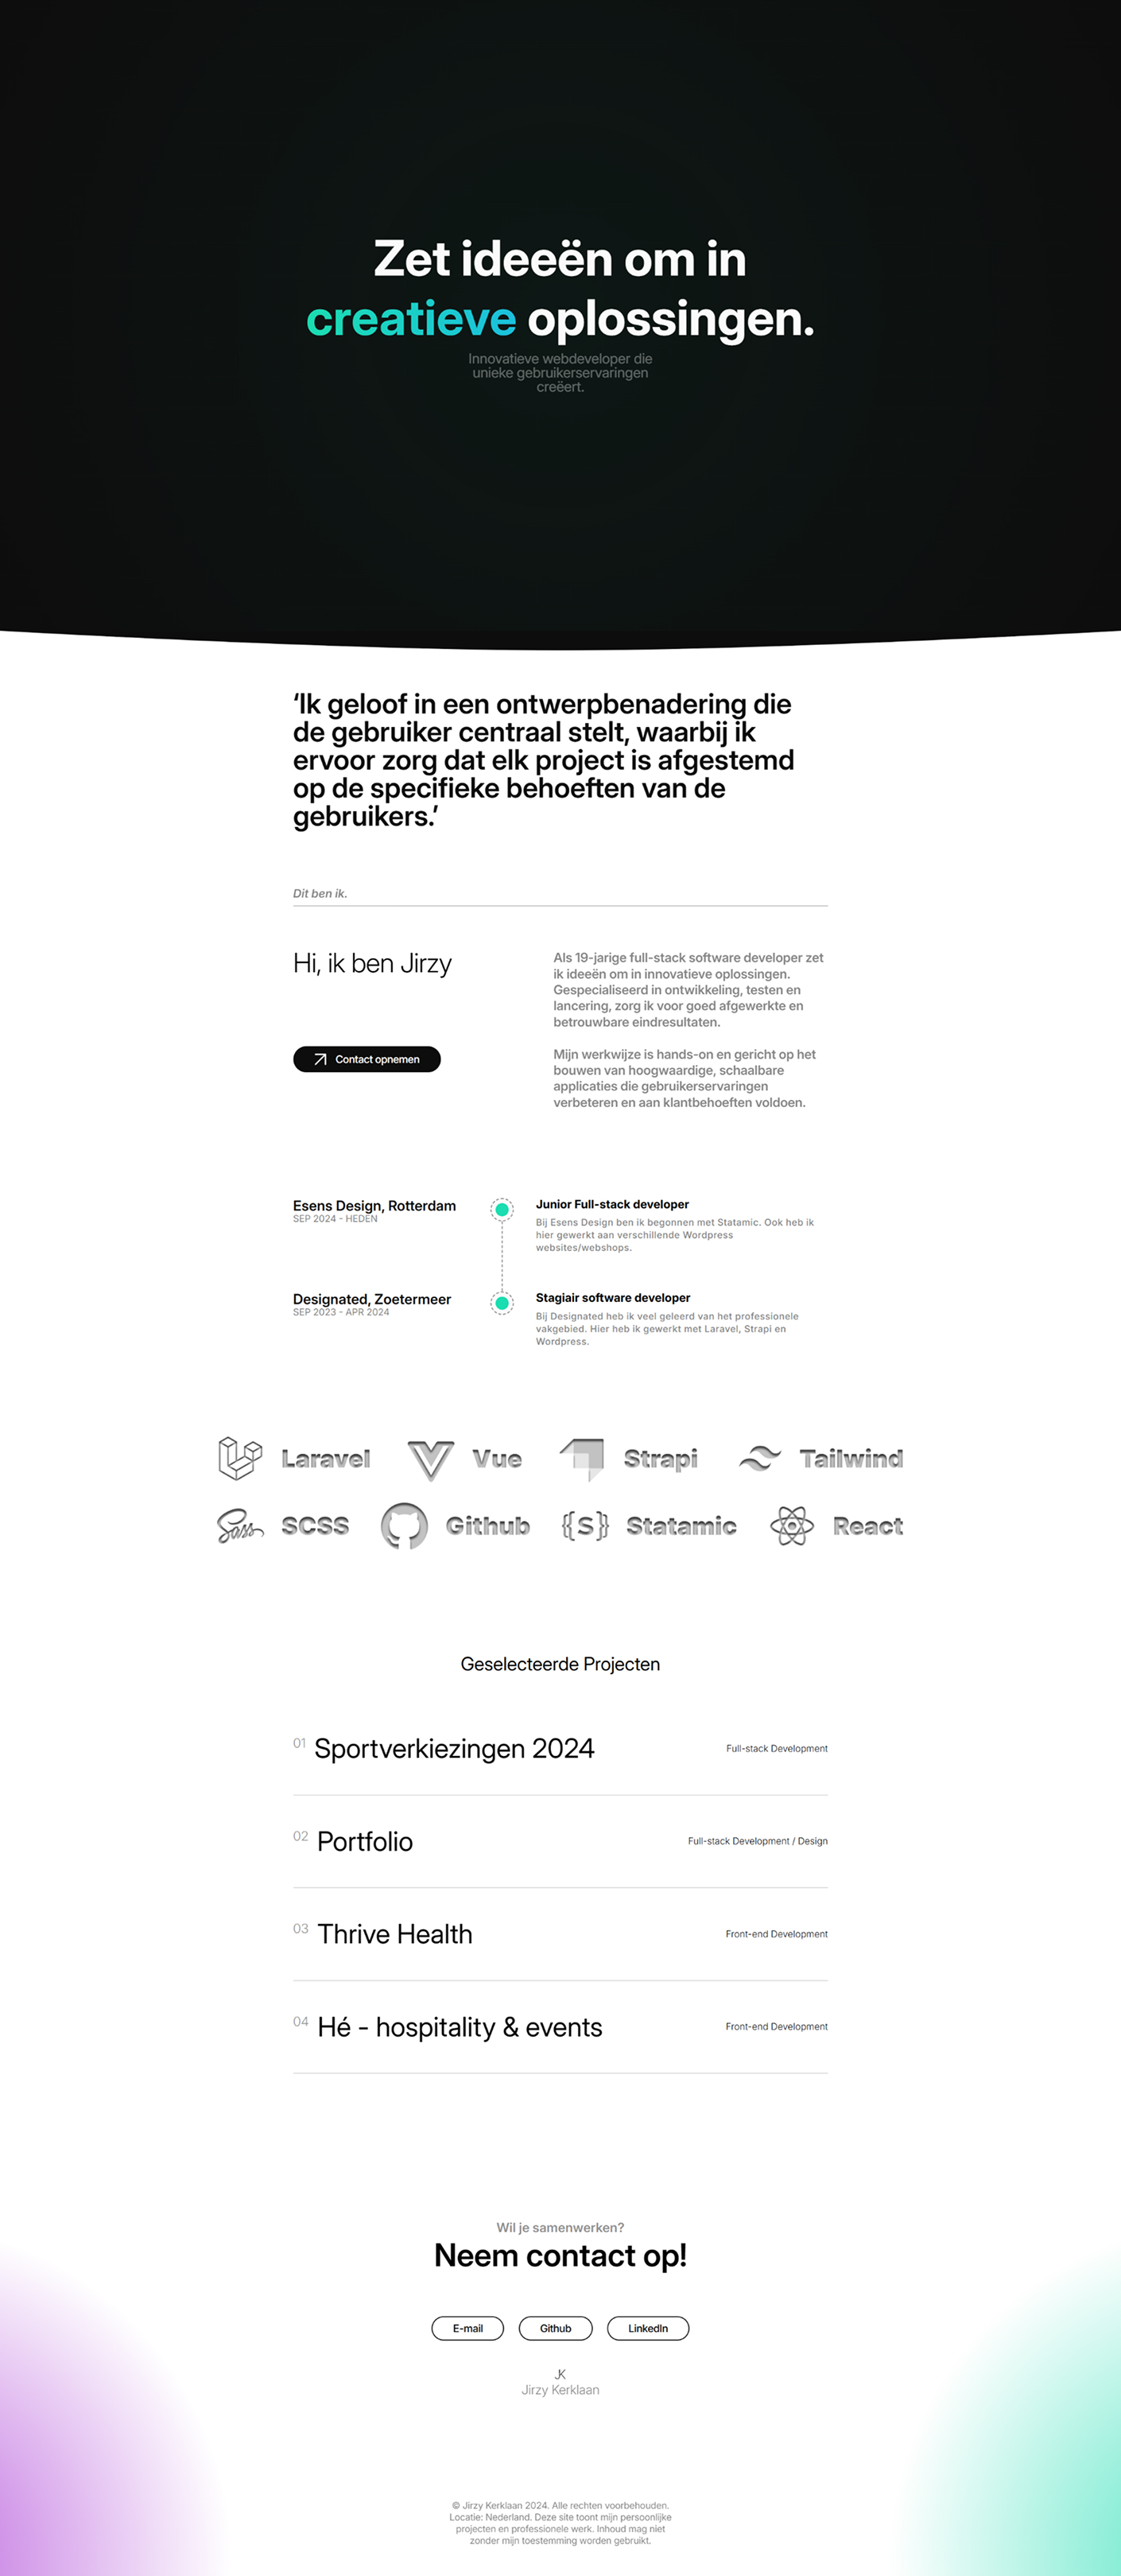 Zet ideeën om in
creatieve oplossingen.
Innovatieve webdeveloper die
unieke gebruikerservaringen
creëert.
‘Ik geloof in een ontwerpbenadering die
de gebruiker centraal stelt, waarbij ik
ervoor zorg dat elk project is afgestemd
op de specifieke behoeften van de
gebruikers.’
Dit ben ik.
Hi, ik ben Jirzy
Contact opnemen
Als 19-jarige full-stack software developer zet
ik ideeën om in innovatieve oplossingen.
Gespecialiseerd in ontwikkeling, testen en
lancering, zorg ik voor goed afgewerkte en
betrouwbare eindresultaten.
Mijn werkwijze is hands-on en gericht op het
bouwen van hoogwaardige, schaalbare
applicaties die gebruikerservaringen
verbeteren en aan klantbehoeften voldoen.
Esens Design, Rotterdam
SEP 2024 - HEDEN
Junior Full-stack developer
Bij Esens Design ben ik begonnen met Statamic. Ook heb ik
hier gewerkt aan verschillende Wordpress
websites/webshops.
Designated, Zoetermeer
SEP 2023 - APR 2024
Stagiair software developer
Bij Designated heb ik veel geleerd van het professionele
vakgebied. Hier heb ik gewerkt met Laravel, Strapi en
Wordpress.
Laravel Vue Strapi Tailwind
Sass SCSS Github {S} Statamic React
Geselecteerde Projecten
01 Sportverkiezingen 2024 Full-stack Development
02 Portfolio Full-stack Development / Design
03 Thrive Health Front-end Development
04 Hé - hospitality & events Front-end Development
Wil je samenwerken?
Neem contact op!
E-mail Github LinkedIn
JK
Jirzy Kerklaan
© Jirzy Kerklaan 2024. Alle rechten voorbehouden.
Locatie: Nederland. Deze site toont mijn persoonlijke
projecten en professionele werk. Inhoud mag niet
zonder mijn toestemming worden gebruikt.